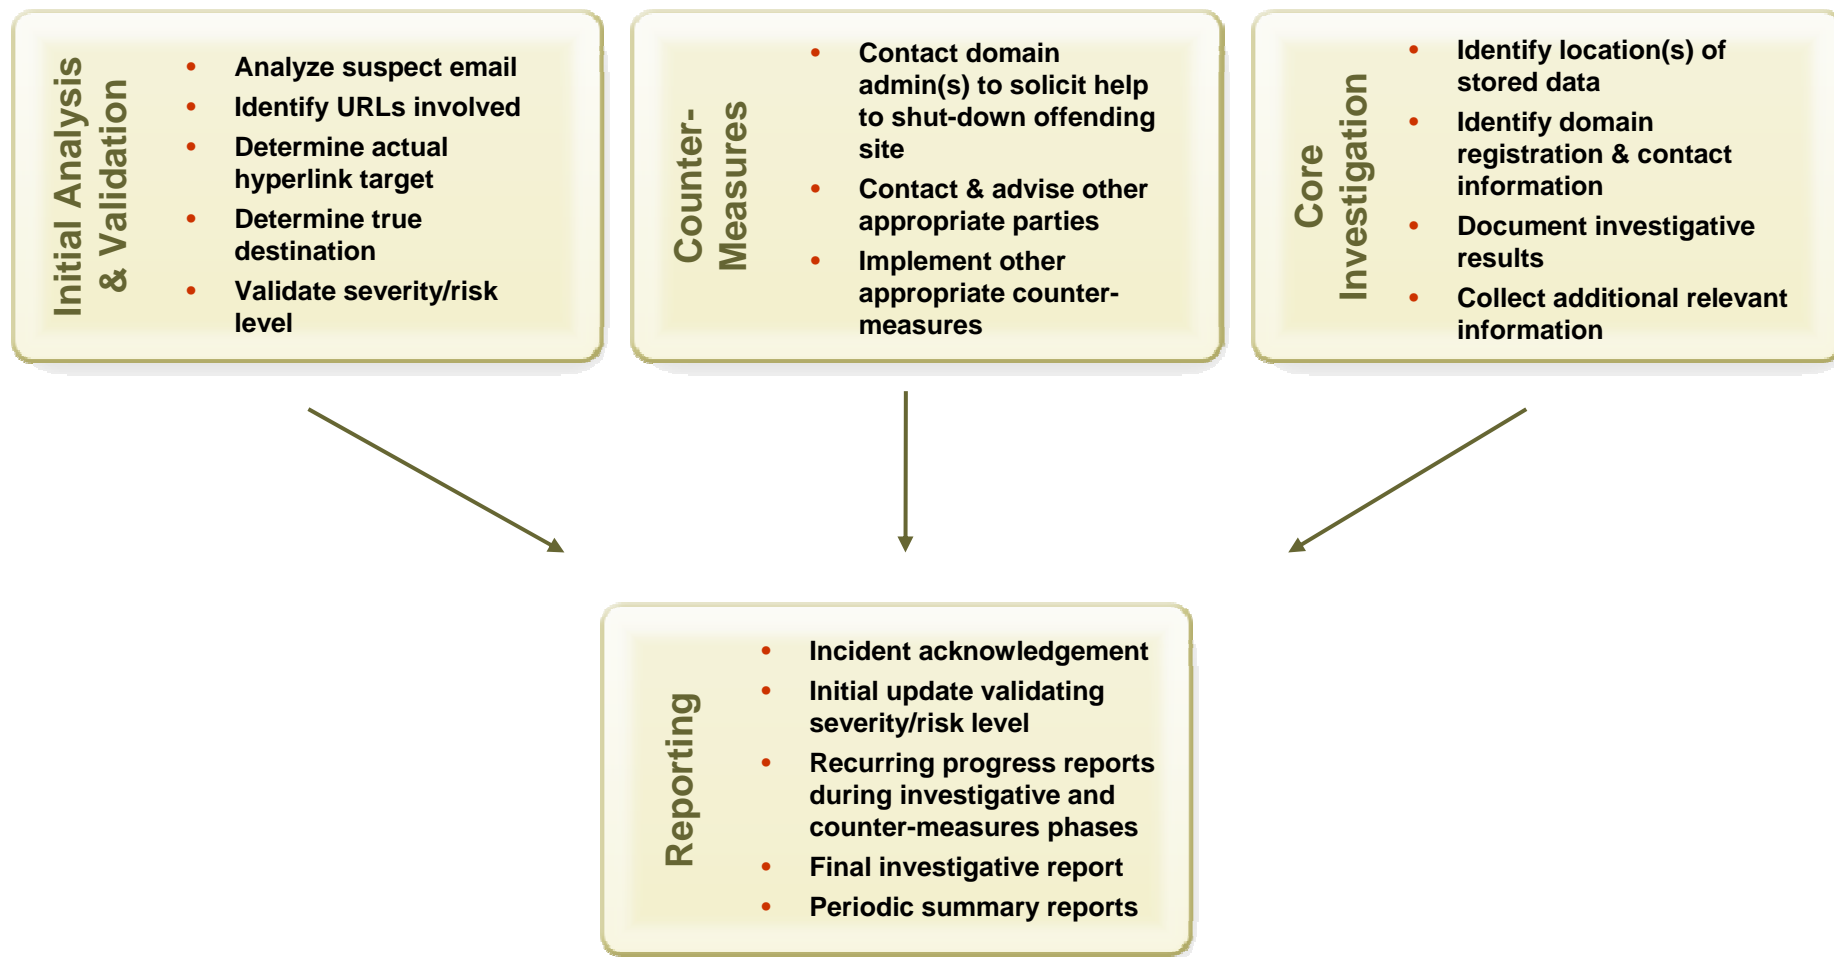 Initial Analysis
& Validation
• Analyze suspect email
• Identify URLs involved
• Determine actual
hyperlink target
• Determine true
destination
• Validate severity/risk
level
Counter-
Measures
• Contact domain
admin(s) to solicit help
to shut-down offending
site
• Contact & advise other
appropriate parties
• Implement other
appropriate counter-
measures
Core
Investigation
• Identify location(s) of
stored data
• Identify domain
registration & contact
information
• Document investigative
results
• Collect additional relevant
information
Reporting
• Incident acknowledgement
• Initial update validating
severity/risk level
• Recurring progress reports
during investigative and
counter-measures phases
• Final investigative report
• Periodic summary reports